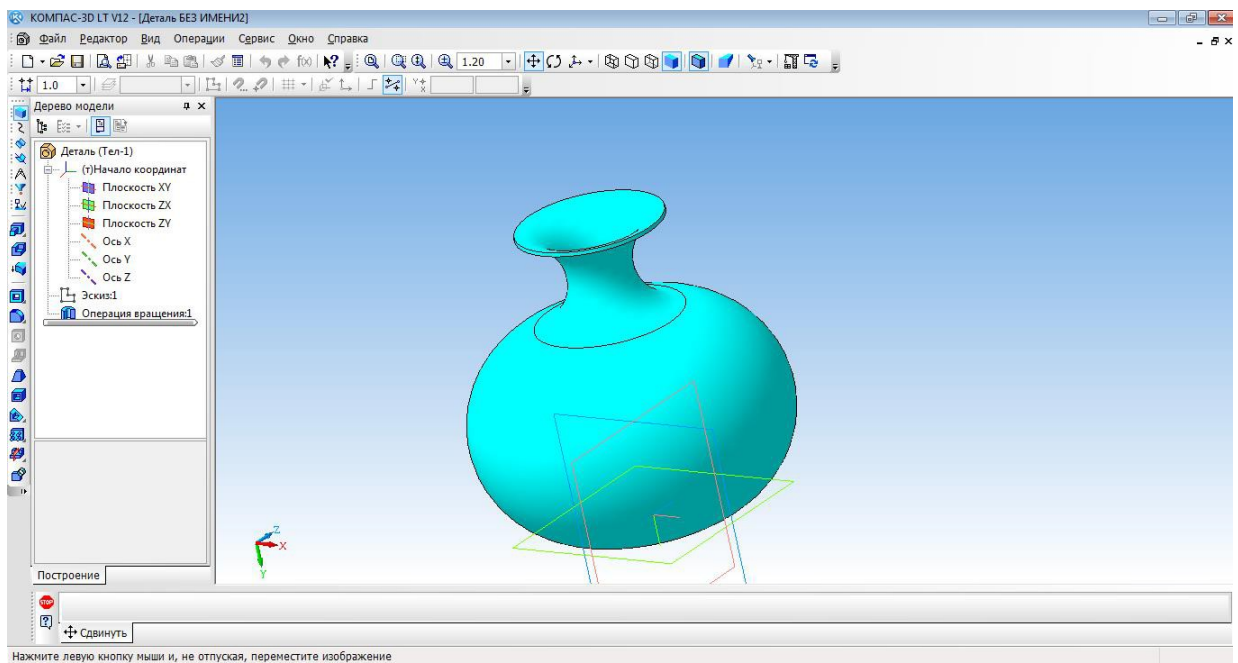 КОМПАС-3D LT V12 - [Деталь БЕЗ ИМЕНИ2]
Файл Редактор Вид Операции Сервис Окно Справка
1.20
1.0
Дерево модели
Деталь (Тел-1)
(т)Начало координат
Плоскость XY
Плоскость ZX
Плоскость ZY
Ось X
Ось Y
Ось Z
Эскиз:1
Операция вращения:1
Z
X
Y
Построение
STOP
Сдвинуть
Нажмите левую кнопку мыши и, не отпуская, переместите изображение